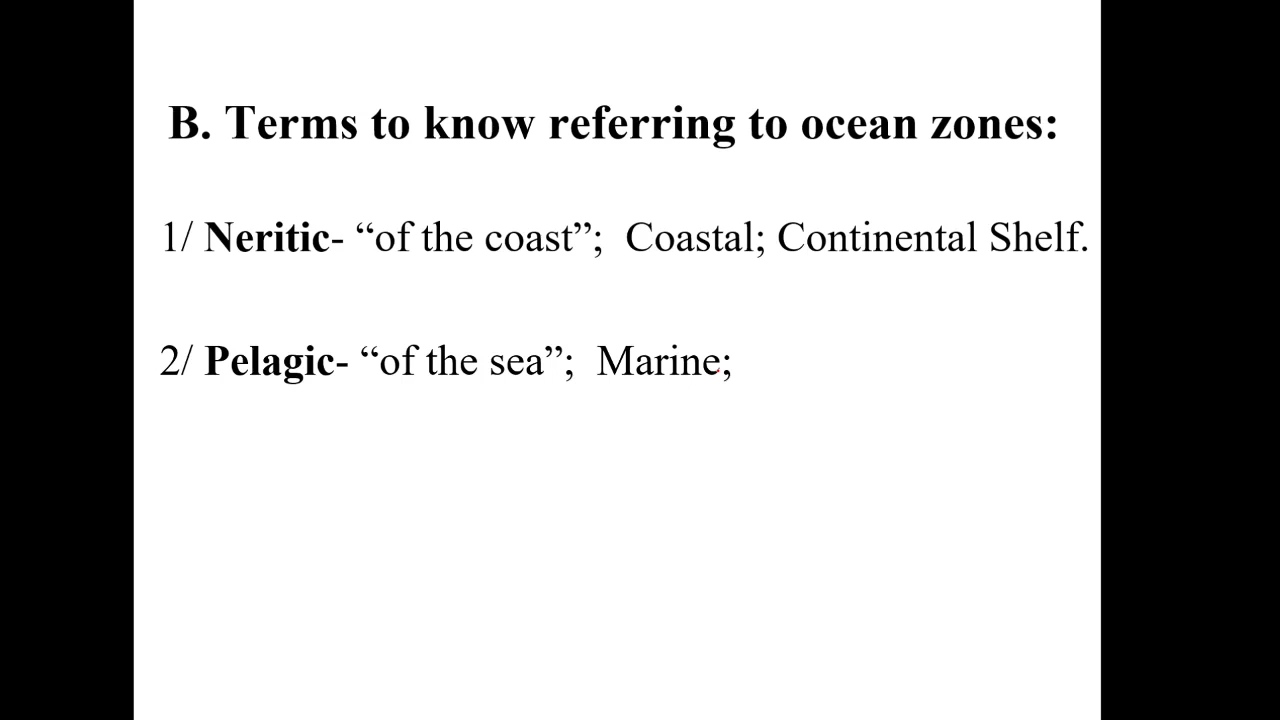 B. Terms to know referring to ocean zones:
1/ Neritic- “of the coast”;  Coastal; Continental Shelf.
2/ Pelagic- “of the sea”;  Marine;